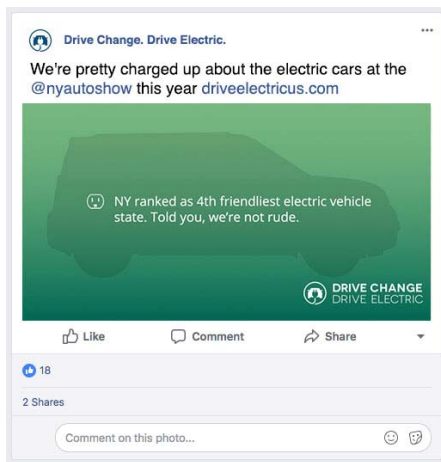 Drive Change. Drive Electric.
We're pretty charged up about the electric cars at the
@nyautoshow this year driveelectricus.com
NY ranked as 4th friendliest electric vehicle
state. Told you, we're not rude.
DRIVE CHANGE
DRIVE ELECTRIC
Like
Comment
Share
18
2 Shares
Comment on this photo...